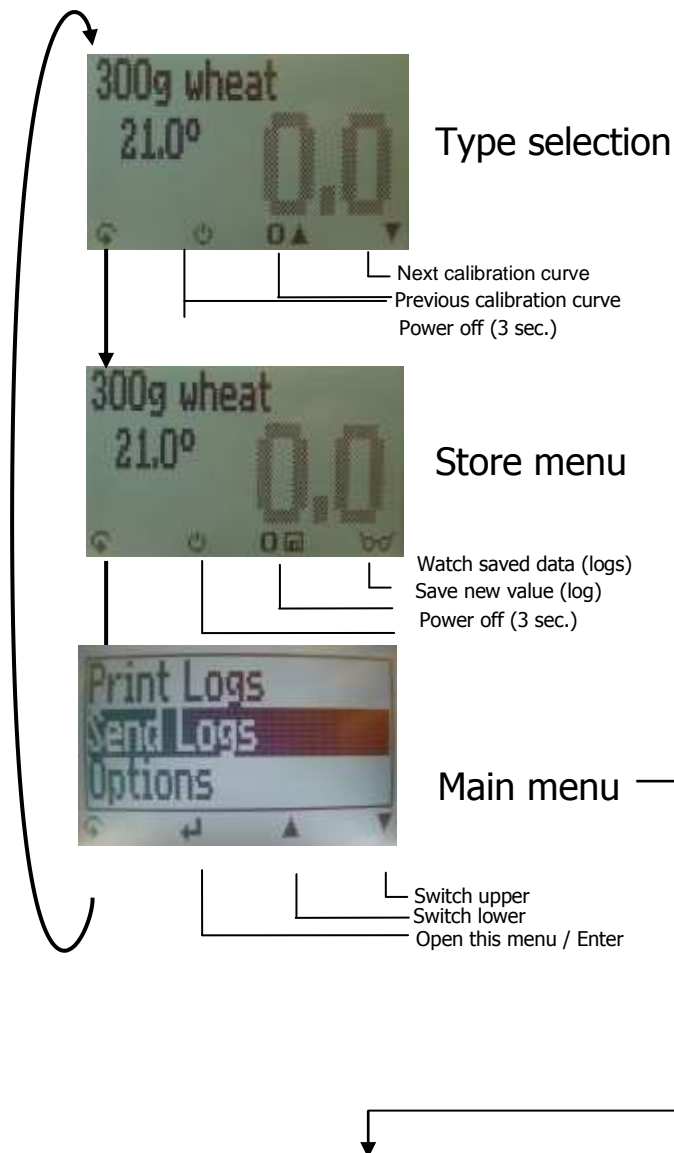 300g wheat
21.0º 0.0
0
Type selection
Next calibration curve
Previous calibration curve
Power off (3 sec.)
300g wheat
21.0º 0.0
0
Store menu
Watch saved data (logs)
Save new value (log)
Power off (3 sec.)
Print Logs
Send Logs
Options
Main menu
Switch upper
Switch lower
Open this menu / Enter